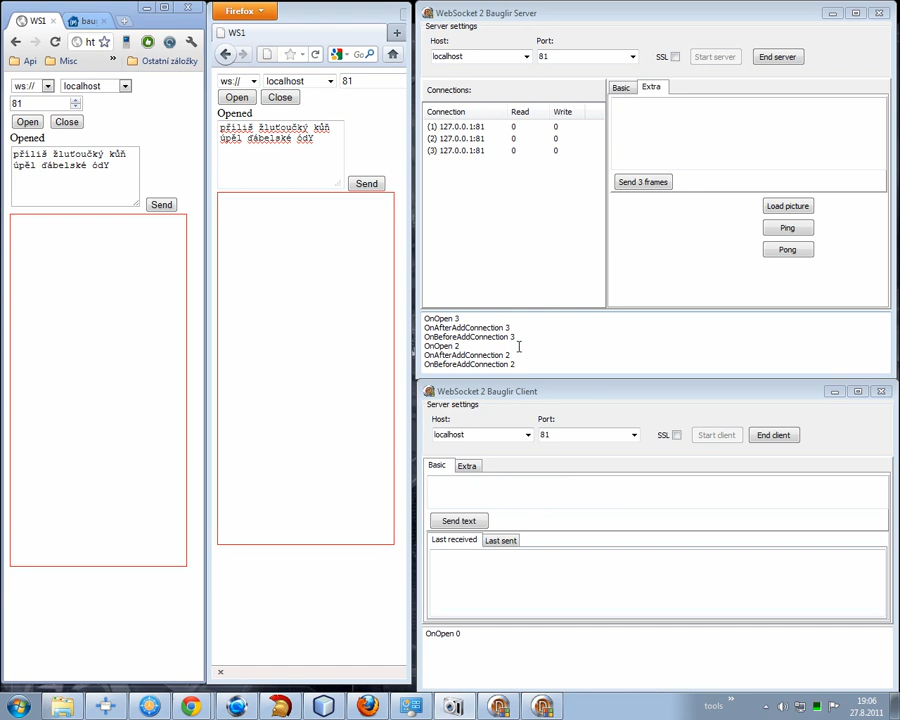 WS1
bau
ht
Api
Misc
»
Ostatní záložky
ws://
localhost
81
Open
Close
Opened
příliš žluťoučký kůň
úpěl ďábelské ódY
Send
Firefox
WS1
Go
ws://
localhost
81
Open
Close
Opened
příliš žluťoučký kůň
úpěl ďábelské ódY
Send
WebSocket 2 Bauglir Server
Server settings
Host:
Port:
localhost
81
SSL
Start server
End server
Connections:
Basic
Extra
Connection
Read
Write
(1) 127.0.0.1:81
0
0
(2) 127.0.0.1:81
0
0
(3) 127.0.0.1:81
0
0
Send 3 frames
Load picture
Ping
Pong
OnOpen 3
OnAfterAddConnection 3
OnBeforeAddConnection 3
OnOpen 2
OnAfterAddConnection 2
OnBeforeAddConnection 2
WebSocket 2 Bauglir Client
Server settings
Host:
Port:
localhost
81
SSL
Start client
End client
Basic
Extra
Send text
Last received
Last sent
OnOpen 0
tools
»
19:06
27.8.2011